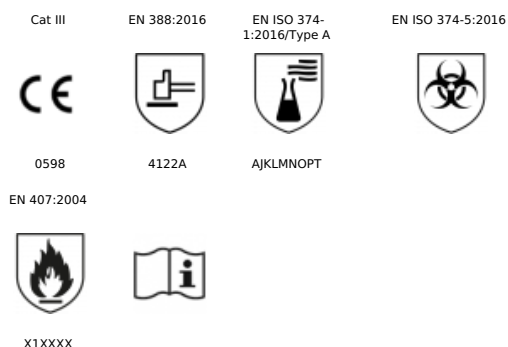 Cat III
EN 388:2016
EN ISO 374-
1:2016/Type A
EN ISO 374-5:2016
CE
i
0598
4122A
AJKLMNOPT
EN 407:2004
X1XXXX